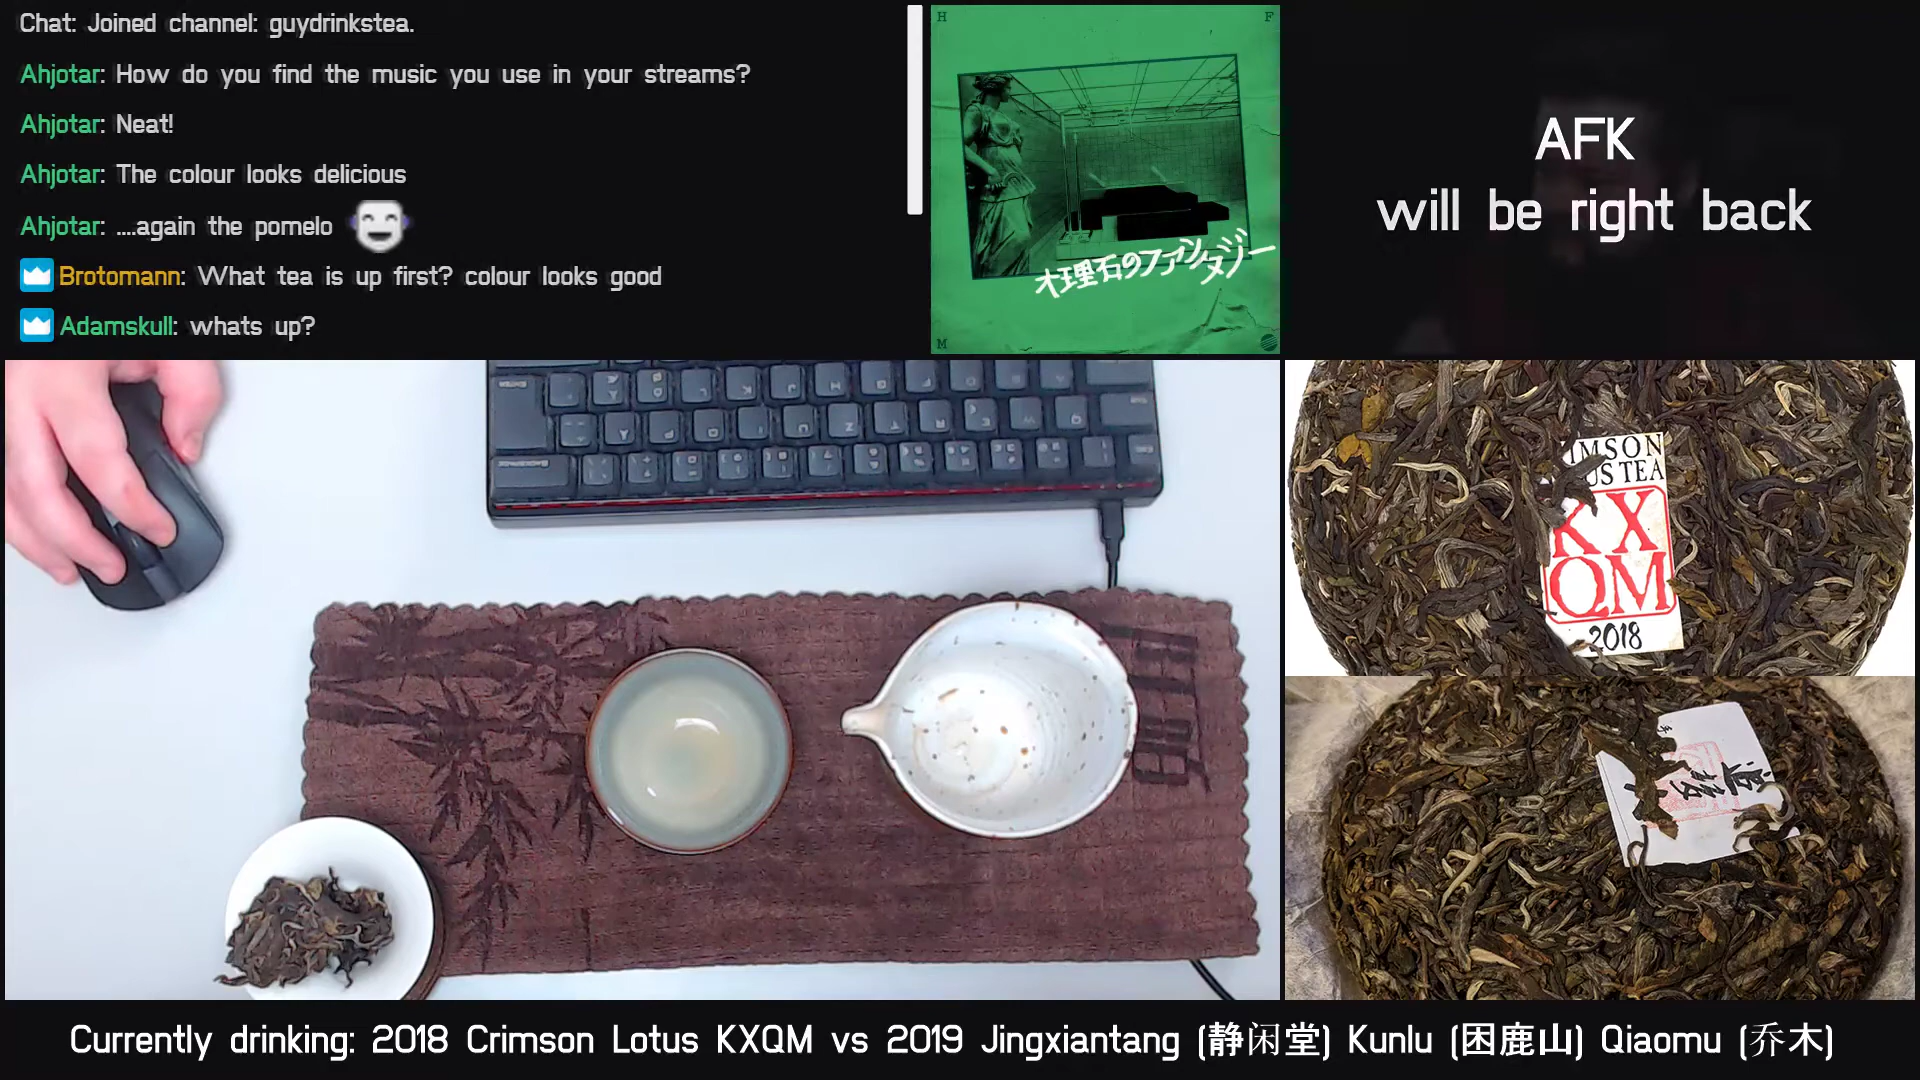 Chat: Joined channel: guydrinkstea.
Ahjotar: How do you find the music you use in your streams?
Ahjotar: Neat!
Ahjotar: The colour looks delicious
Ahjotar: ....again the pomelo
Brotomann: What tea is up first? colour looks good
Adamskull: whats up?
H F
大理石のファンタジー
M
AFK
will be right back
IMSON
US TEA
KX
QM
2018
Currently drinking: 2018 Crimson Lotus KXQM vs 2019 Jingxiantang (静闲堂) Kunlu (困鹿山) Qiaomu (乔木)